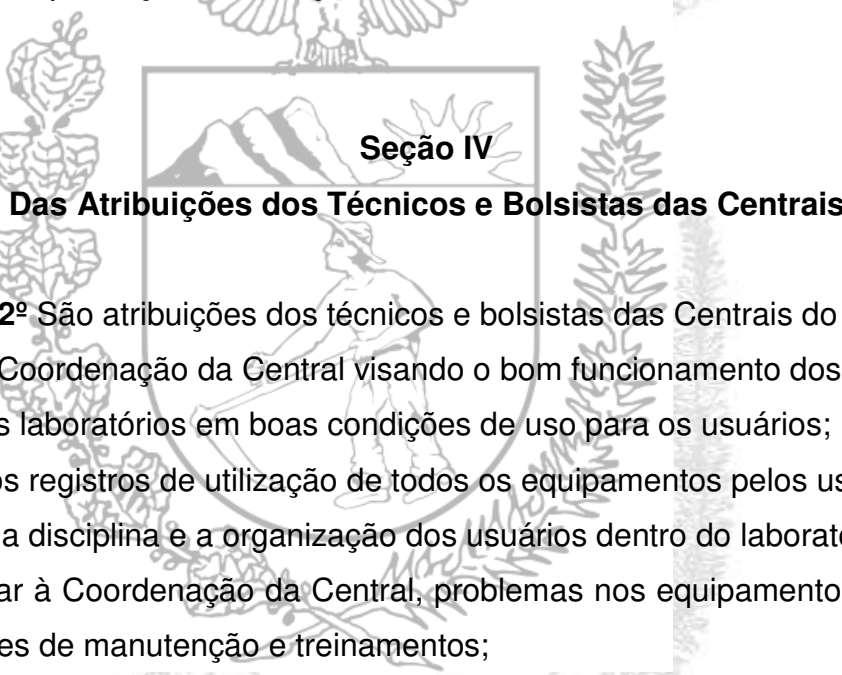 Seção IV
Das Atribuições dos Técnicos e Bolsistas das Centrais
2º São atribuições dos técnicos e bolsistas das Centrais do
Coordenação da Central visando o bom funcionamento dos
s laboratórios em boas condições de uso para os usuários;
os registros de utilização de todos os equipamentos pelos us
a disciplina e a organização dos usuários dentro do laborat
ar à Coordenação da Central, problemas nos equipamento
es de manutenção e treinamentos;